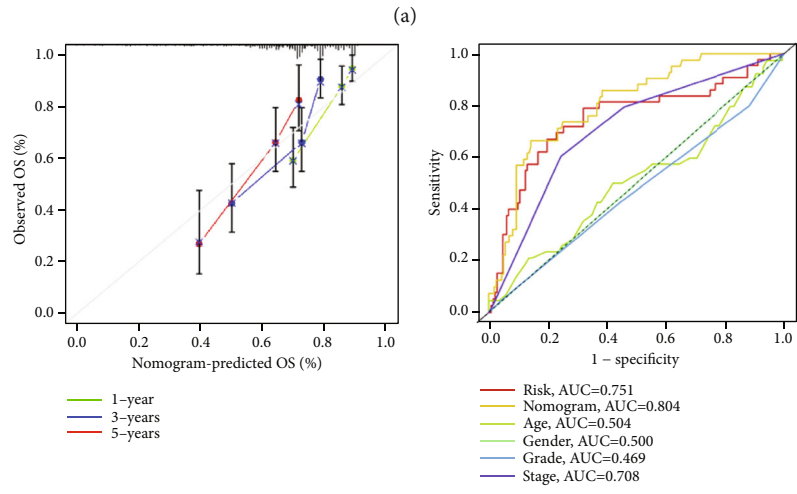 (a)
1.0
0.8
0.6
0.4
0.2
0.0
Observed OS (%)
0.0 0.2 0.4 0.6 0.8 1.0
Nomogram-predicted OS (%)
1–year
3–years
5–years
1.0
0.8
0.6
0.4
0.2
0.0
Sensitivity
0.0 0.2 0.4 0.6 0.8 1.0
1 − specificity
Risk, AUC=0.751
Nomogram, AUC=0.804
Age, AUC=0.504
Gender, AUC=0.500
Grade, AUC=0.469
Stage, AUC=0.708